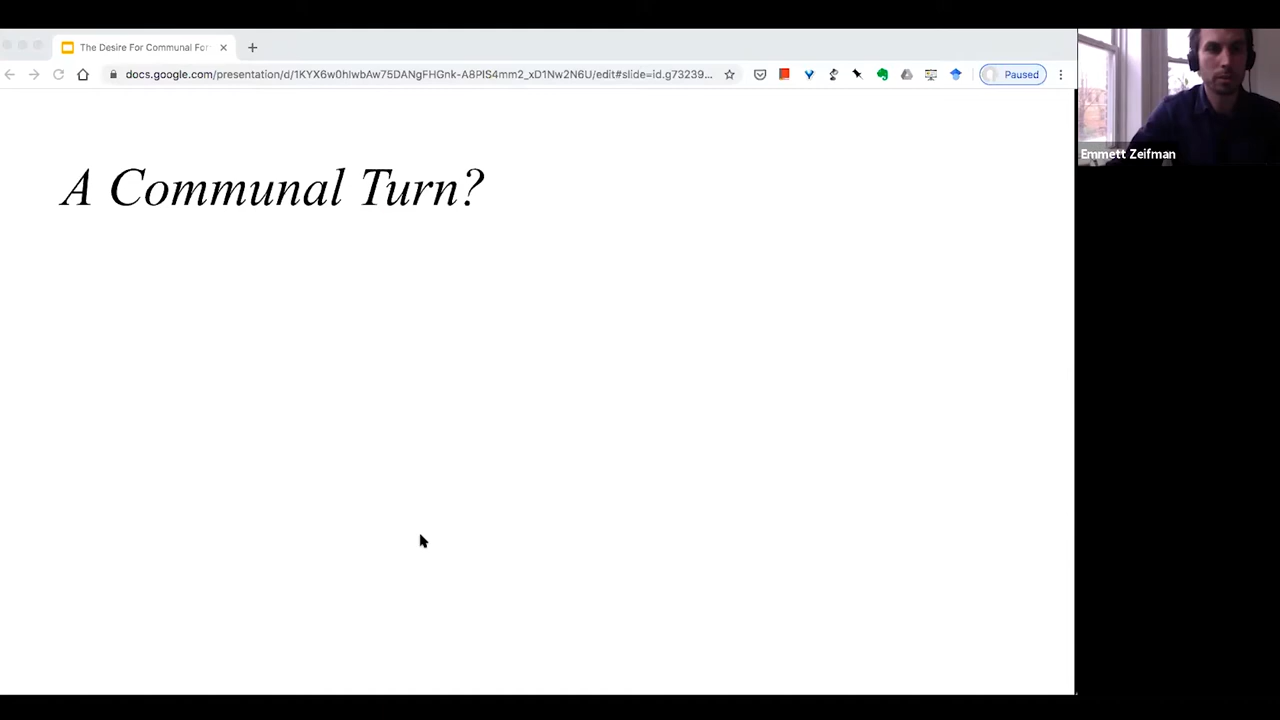 The Desire For Communal For
docs.google.com/presentation/d/1KYX6w0hIwbAw75DANgFHGnk-A8PIS4mm2_xD1Nw2N6U/edit#slide=id.g73239...
Paused
Emmett Zeifman
A Communal Turn?